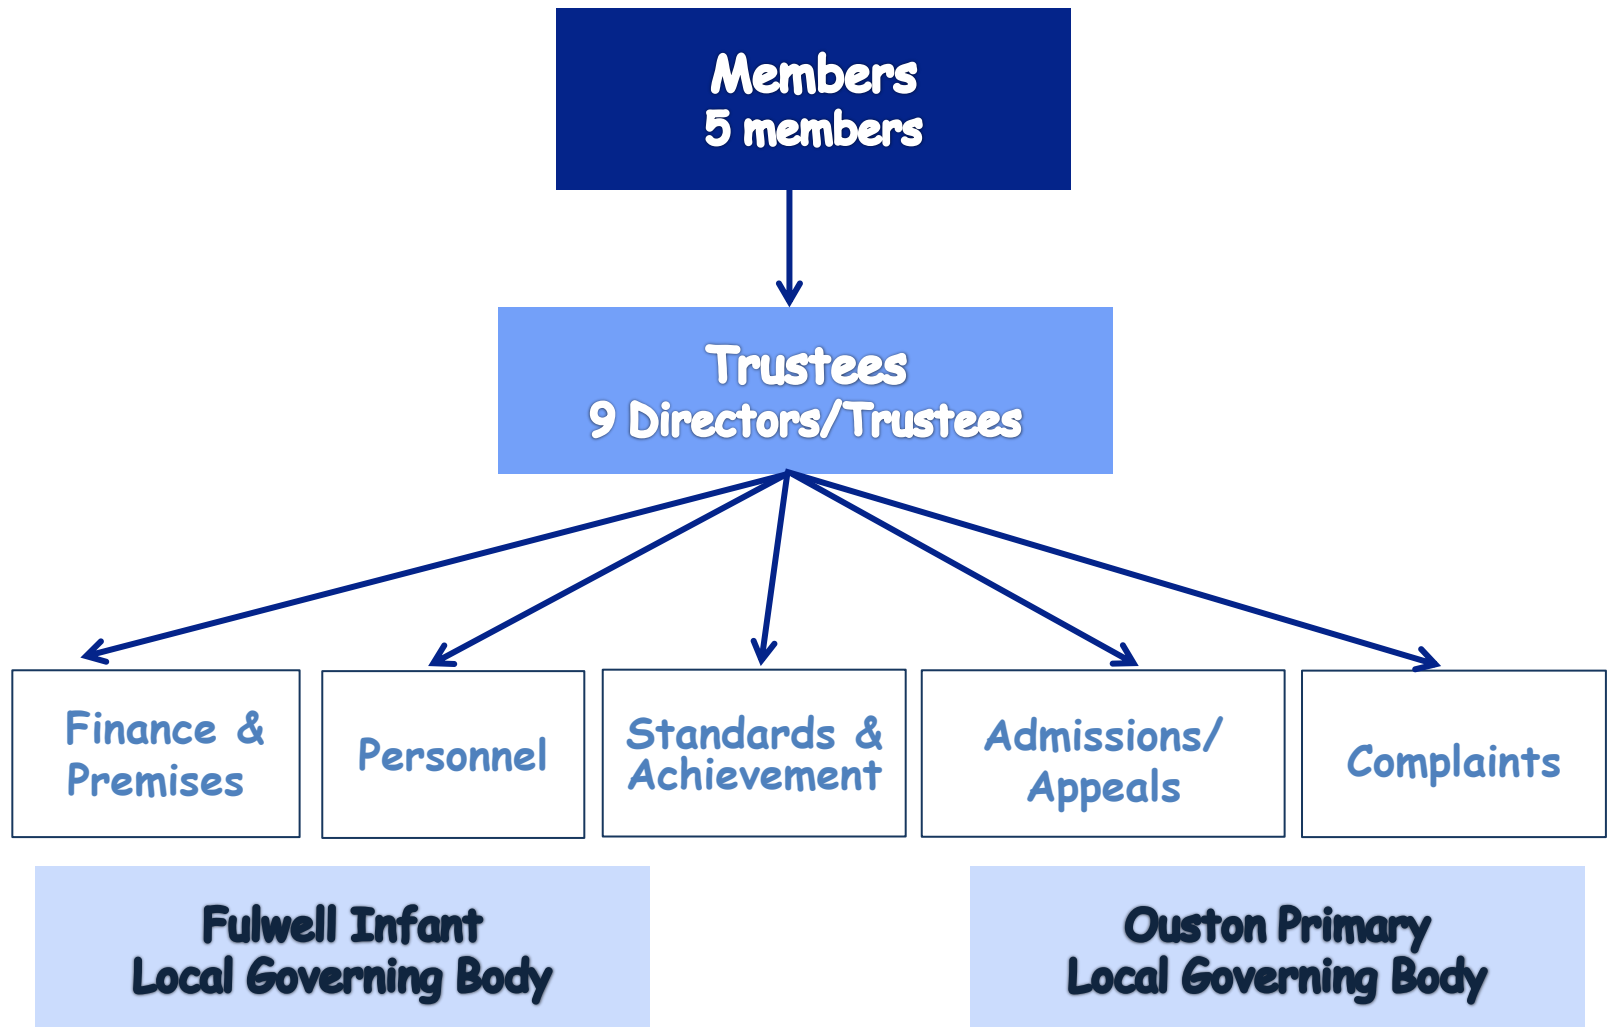 Members
5 members
Trustees
9 Directors/Trustees
Finance &
Premises
Personnel
Standards &
Achievement
Admissions/
Appeals
Complaints
Fulwell Infant
Local Governing Body
Ouston Primary
Local Governing Body